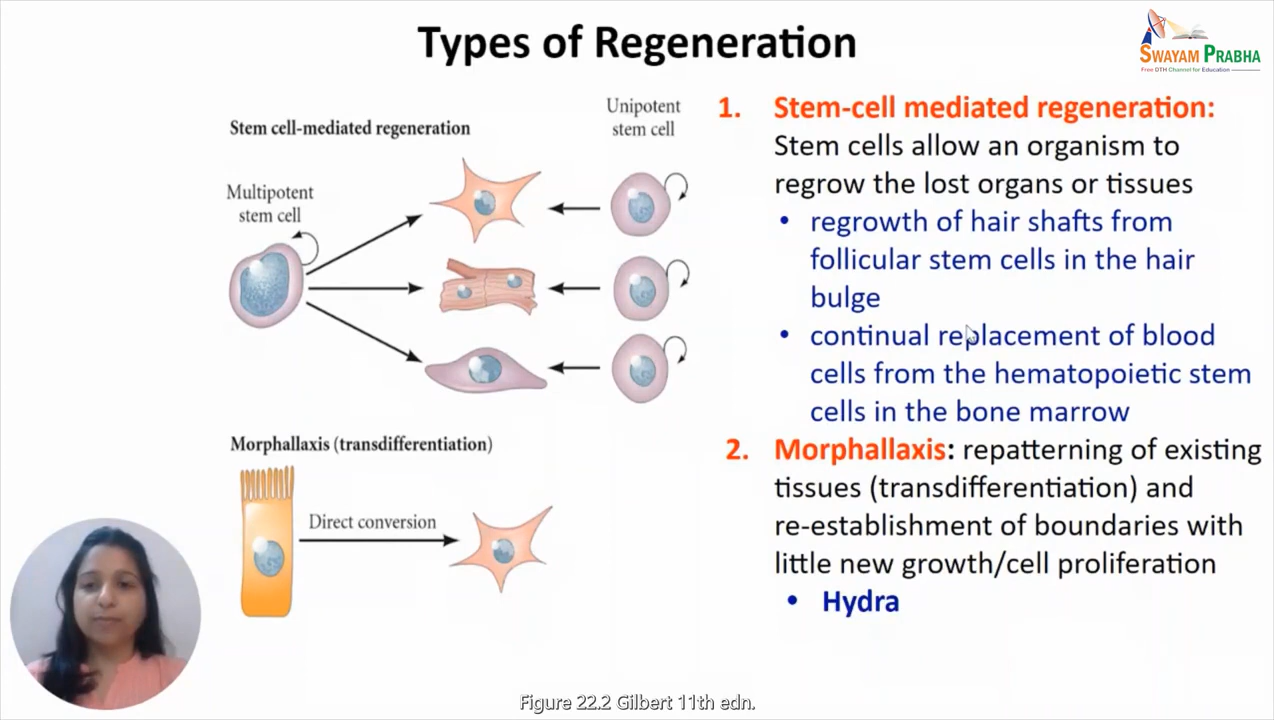 Types of Regeneration
SWAYAM PRABHA
Free DTH Channel for Education
Stem cell-mediated regeneration
Unipotent
stem cell
Multipotent
stem cell
Morphallaxis (transdifferentiation)
Direct conversion
1. Stem-cell mediated regeneration:
Stem cells allow an organism to
regrow the lost organs or tissues
• regrowth of hair shafts from
follicular stem cells in the hair
bulge
• continual replacement of blood
cells from the hematopoietic stem
cells in the bone marrow
2. Morphallaxis: repatterning of existing
tissues (transdifferentiation) and
re-establishment of boundaries with
little new growth/cell proliferation
• Hydra
Figure 22.2 Gilbert 11th edn.